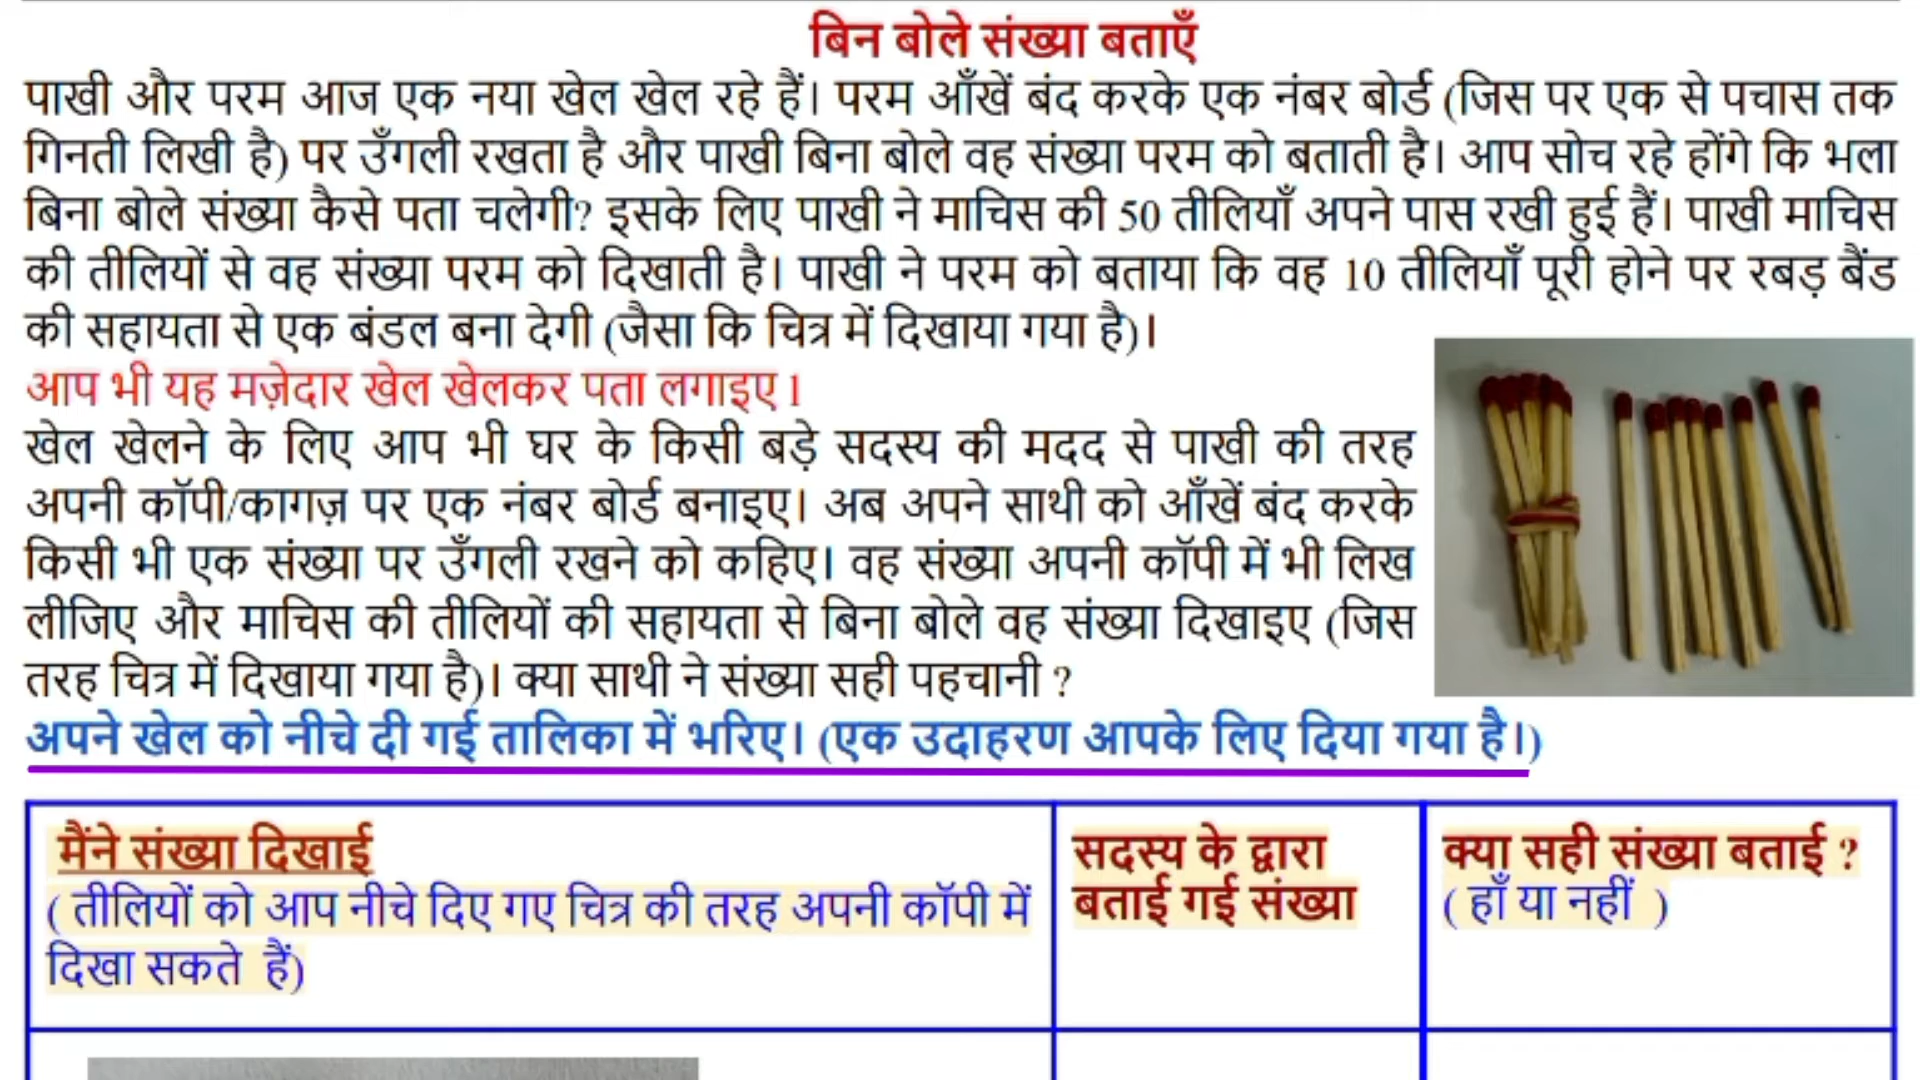 बिन बोले संख्या बताएँ
पाखी और परम आज एक नया खेल खेल रहे हैं। परम आँखें बंद करके एक नंबर बोर्ड (जिस पर एक से पचास तक
गिनती लिखी है) पर उँगली रखता है और पाखी बिना बोले वह संख्या परम को बताती है। आप सोच रहे होंगे कि भला
बिना बोले संख्या कैसे पता चलेगी? इसके लिए पाखी ने माचिस की 50 तीलियाँ अपने पास रखी हुई हैं। पाखी माचिस
की तीलियों से वह संख्या परम को दिखाती है। पाखी ने परम को बताया कि वह 10 तीलियाँ पूरी होने पर रबड़ बैंड
की सहायता से एक बंडल बना देगी (जैसा कि चित्र में दिखाया गया है)।
आप भी यह मज़ेदार खेल खेलकर पता लगाइए l
खेल खेलने के लिए आप भी घर के किसी बड़े सदस्य की मदद से पाखी की तरह
अपनी कॉपी/कागज़ पर एक नंबर बोर्ड बनाइए। अब अपने साथी को आँखें बंद करके
किसी भी एक संख्या पर उँगली रखने को कहिए। वह संख्या अपनी कॉपी में भी लिख
लीजिए और माचिस की तीलियों की सहायता से बिना बोले वह संख्या दिखाइए (जिस
तरह चित्र में दिखाया गया है)। क्या साथी ने संख्या सही पहचानी ?
अपने खेल को नीचे दी गई तालिका में भरिए। (एक उदाहरण आपके लिए दिया गया है।)
मैंने संख्या दिखाई
( तीलियों को आप नीचे दिए गए चित्र की तरह अपनी कॉपी में
दिखा सकते हैं)
सदस्य के द्वारा
बताई गई संख्या
क्या सही संख्या बताई ?
( हाँ या नहीं )